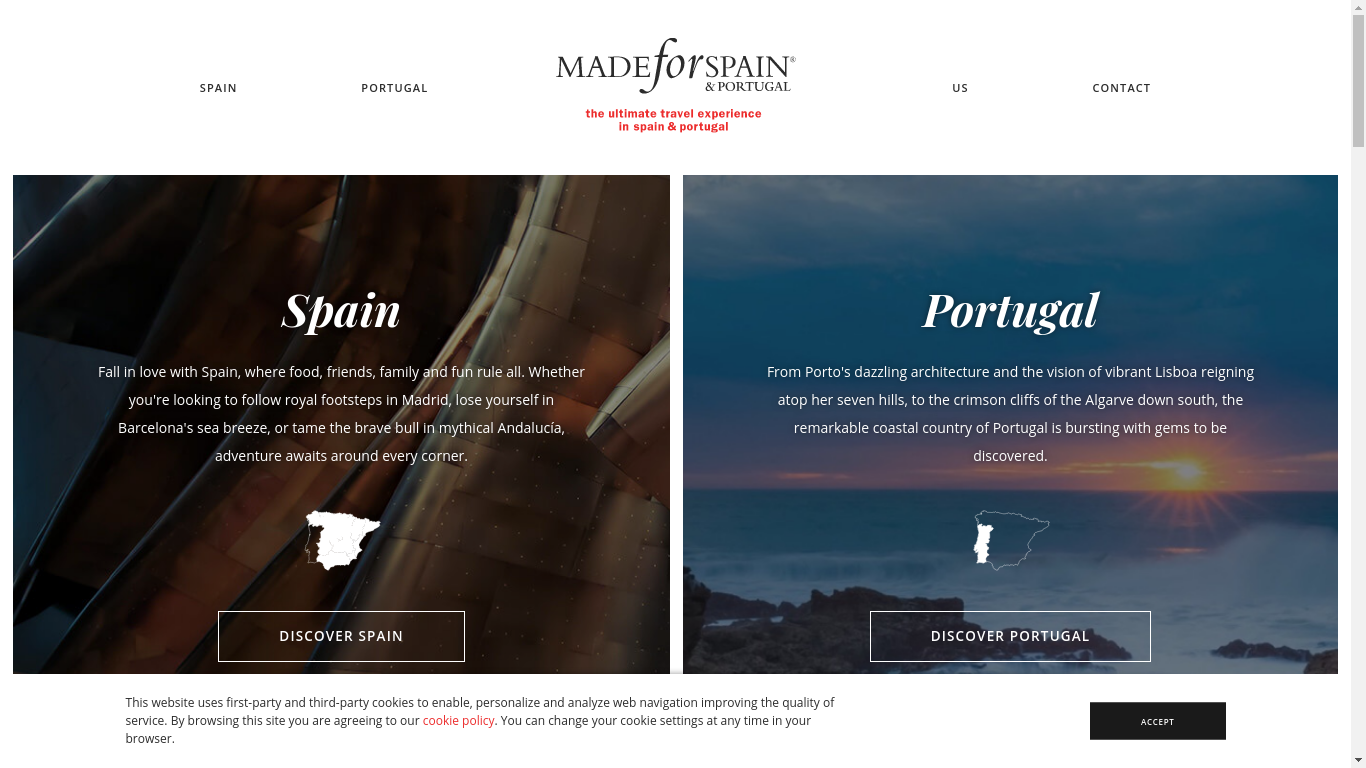 SPAIN
PORTUGAL
MADEforSPAIN®
& PORTUGAL
the ultimate travel experience
in spain & portugal
US
CONTACT
Spain
Fall in love with Spain, where food, friends, family and fun rule all. Whether
you're looking to follow royal footsteps in Madrid, lose yourself in
Barcelona's sea breeze, or tame the brave bull in mythical Andalucía,
adventure awaits around every corner.
DISCOVER SPAIN
Portugal
From Porto's dazzling architecture and the vision of vibrant Lisboa reigning
atop her seven hills, to the crimson cliffs of the Algarve down south, the
remarkable coastal country of Portugal is bursting with gems to be
discovered.
DISCOVER PORTUGAL
This website uses first-party and third-party cookies to enable, personalize and analyze web navigation improving the quality of
service. By browsing this site you are agreeing to our cookie policy. You can change your cookie settings at any time in your
browser.
ACCEPT